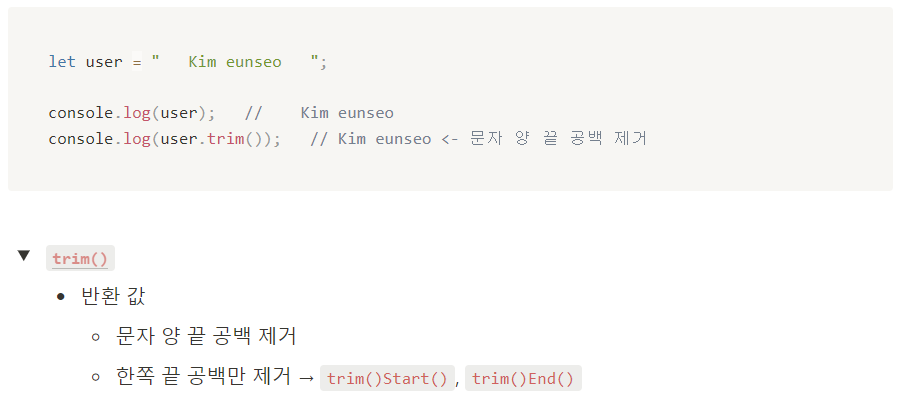 let user = "   Kim eunseo   ";
console.log(user);   //    Kim eunseo
console.log(user.trim());   // Kim eunseo <- 문자 양 끝 공백 제거
▼ trim()
• 반환 값
◦ 문자 양 끝 공백 제거
◦ 한쪽 끝 공백만 제거 → trim()Start(), trim()End()